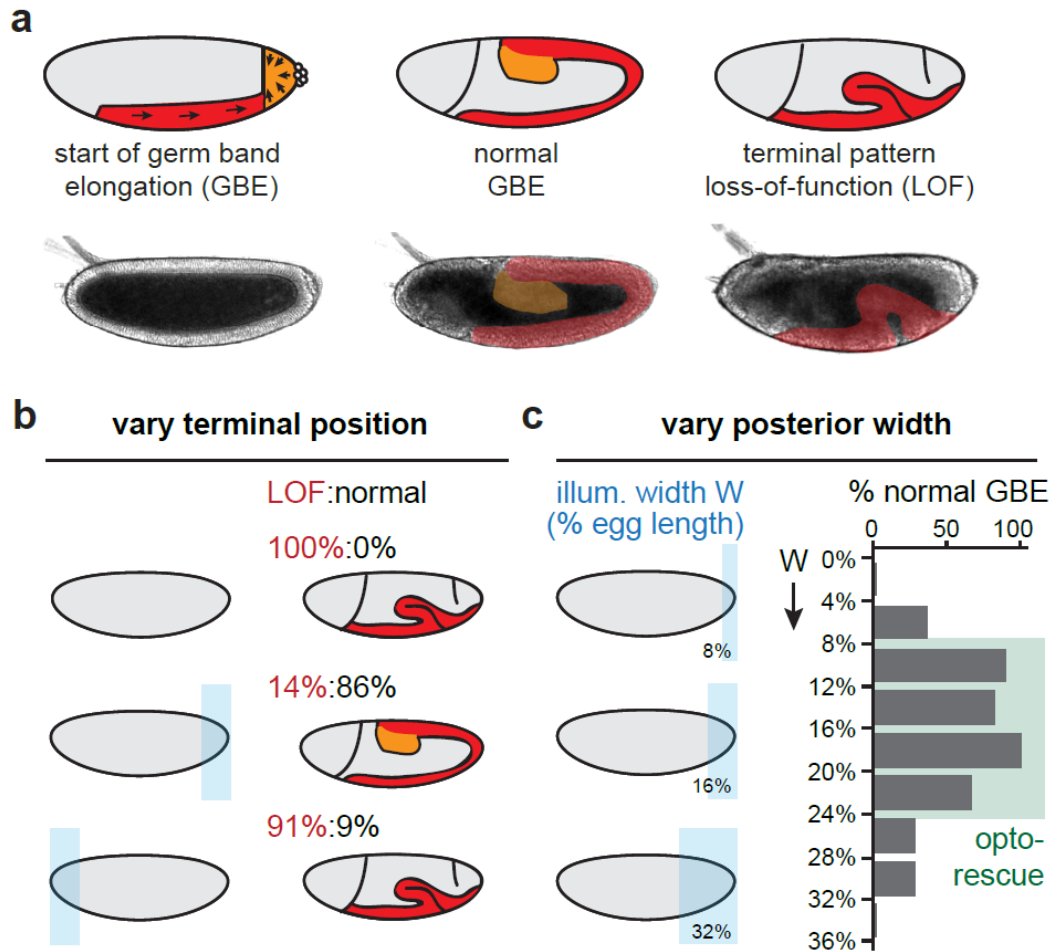 a
start of germ band
elongation (GBE)
normal
GBE
terminal pattern
loss-of-function (LOF)
b
vary terminal position
LOF:normal
100%:0%
14%:86%
91%:9%
c
vary posterior width
illum. width W
(% egg length)
8%
16%
32%
% normal GBE
0 50 100
W
0%
4%
8%
12%
16%
20%
24%
28%
32%
36%
opto-
rescue